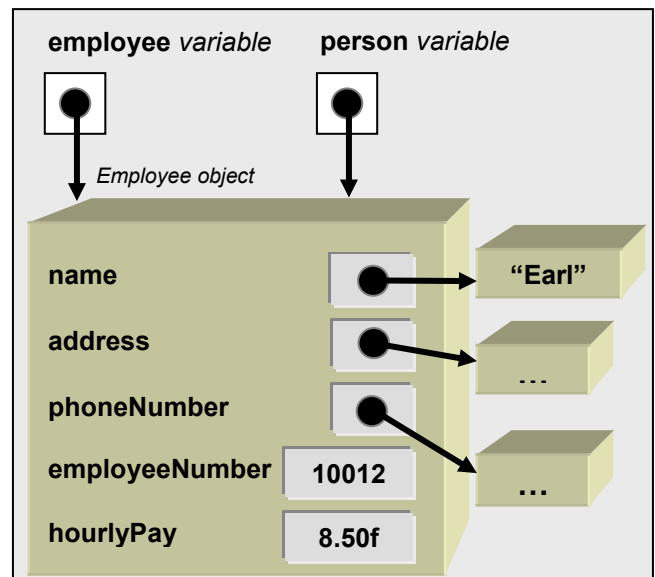 employee variable person variable
Employee object
name “Earl”
address ...
phoneNumber ...
employeeNumber 10012
hourlyPay 8.50f